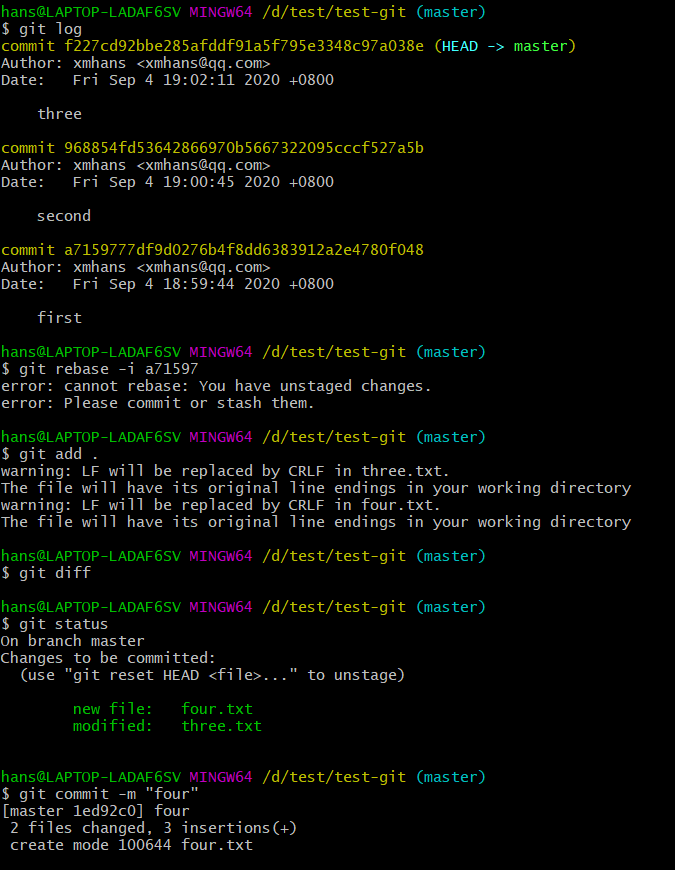 hans@LAPTOP-LADAF6SV MINGW64 /d/test/test-git (master)
$ git log
commit f227cd92bbe285afddf91a5f795e3348c97a038e (HEAD -> master)
Author: xmhans <xmhans@qq.com>
Date:   Fri Sep 4 19:02:11 2020 +0800

    three

commit 968854fd53642866970b5667322095cccf527a5b
Author: xmhans <xmhans@qq.com>
Date:   Fri Sep 4 19:00:45 2020 +0800

    second

commit a7159777df9d0276b4f8dd6383912a2e4780f048
Author: xmhans <xmhans@qq.com>
Date:   Fri Sep 4 18:59:44 2020 +0800

    first

hans@LAPTOP-LADAF6SV MINGW64 /d/test/test-git (master)
$ git rebase -i a71597
error: cannot rebase: You have unstaged changes.
error: Please commit or stash them.

hans@LAPTOP-LADAF6SV MINGW64 /d/test/test-git (master)
$ git add .
warning: LF will be replaced by CRLF in three.txt.
The file will have its original line endings in your working directory
warning: LF will be replaced by CRLF in four.txt.
The file will have its original line endings in your working directory

hans@LAPTOP-LADAF6SV MINGW64 /d/test/test-git (master)
$ git diff

hans@LAPTOP-LADAF6SV MINGW64 /d/test/test-git (master)
$ git status
On branch master
Changes to be committed:
  (use "git reset HEAD <file>..." to unstage)

        new file:   four.txt
        modified:   three.txt

hans@LAPTOP-LADAF6SV MINGW64 /d/test/test-git (master)
$ git commit -m "four"
[master 1ed92c0] four
 2 files changed, 3 insertions(+)
 create mode 100644 four.txt